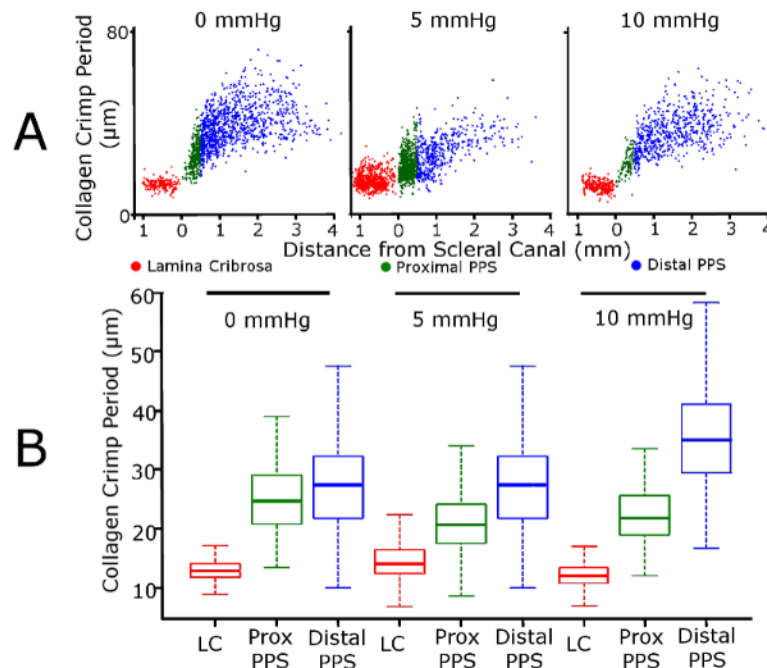 0 mmHg 5 mmHg 10 mmHg
A
Collagen Crimp Period
(µm)
80
0
1 0 1 2 3 4 1 0 1 2 3 4 1 0 1 2 3 4
Distance from Scleral Canal (mm)
Lamina Cribrosa Proximal PPS Distal PPS
B
Collagen Crimp Period (µm)
60
50
40
30
20
10
0 mmHg 5 mmHg 10 mmHg
LC Prox PPS Distal PPS LC Prox PPS Distal PPS LC Prox PPS Distal PPS